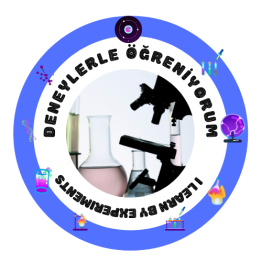 DENEYLERLE ÖĞRENİYORUM
I LEARN BY EXPERIMENTS